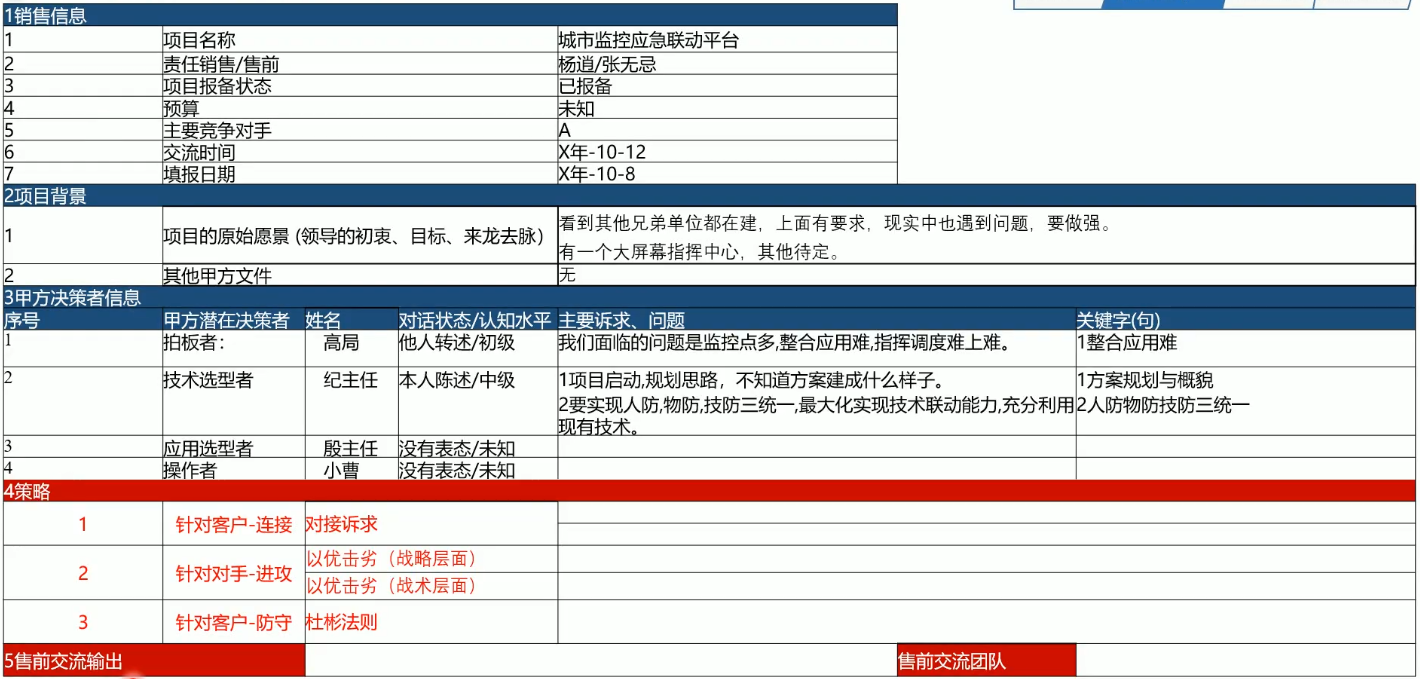 1销售信息
1 项目名称 城市监控应急联动平台
2 责任销售/售前 杨逍/张无忌
3 项目报备状态 已报备
4 预算 未知
5 主要竞争对手 A
6 交流时间 X年-10-12
7 填报日期 X年-10-8
2项目背景
1 项目的原始愿景 (领导的初衷、目标、来龙去脉) 看到其他兄弟单位都在建，上面有要求，现实中也遇到问题，要做强。
有一个大屏幕指挥中心，其他待定。
2 其他甲方文件 无
3甲方决策者信息
序号 甲方潜在决策者 姓名 对话状态/认知水平 主要诉求、问题 关键字(句)
1 拍板者： 高局 他人转述/初级 我们面临的问题是监控点多,整合应用难,指挥调度难上难。 1整合应用难
2 技术选型者 纪主任 本人陈述/中级 1项目启动,规划思路，不知道方案建成什么样子。 1方案规划与概貌
2要实现人防,物防,技防三统一,最大化实现技术联动能力,充分利用 2人防物防技防三统一
现有技术。
3 应用选型者 殷主任 没有表态/未知
4 操作者 小曹 没有表态/未知
4策略
1 针对客户-连接 对接诉求
2 针对对手-进攻 以优击劣（战略层面）
以优击劣（战术层面）
3 针对客户-防守 杜彬法则
5售前交流输出 售前交流团队